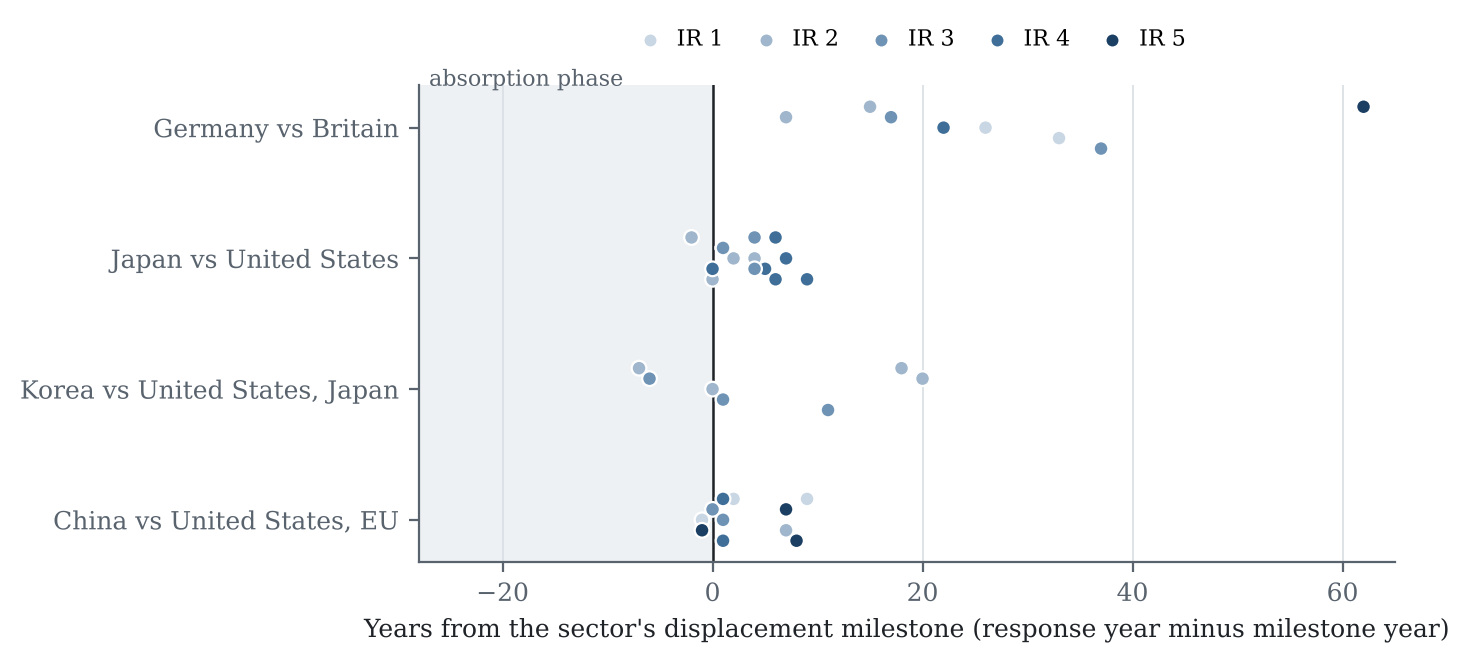 IR 1 IR 2 IR 3 IR 4 IR 5
absorption phase
Germany vs Britain
Japan vs United States
Korea vs United States, Japan
China vs United States, EU
−20 0 20 40 60
Years from the sector's displacement milestone (response year minus milestone year)